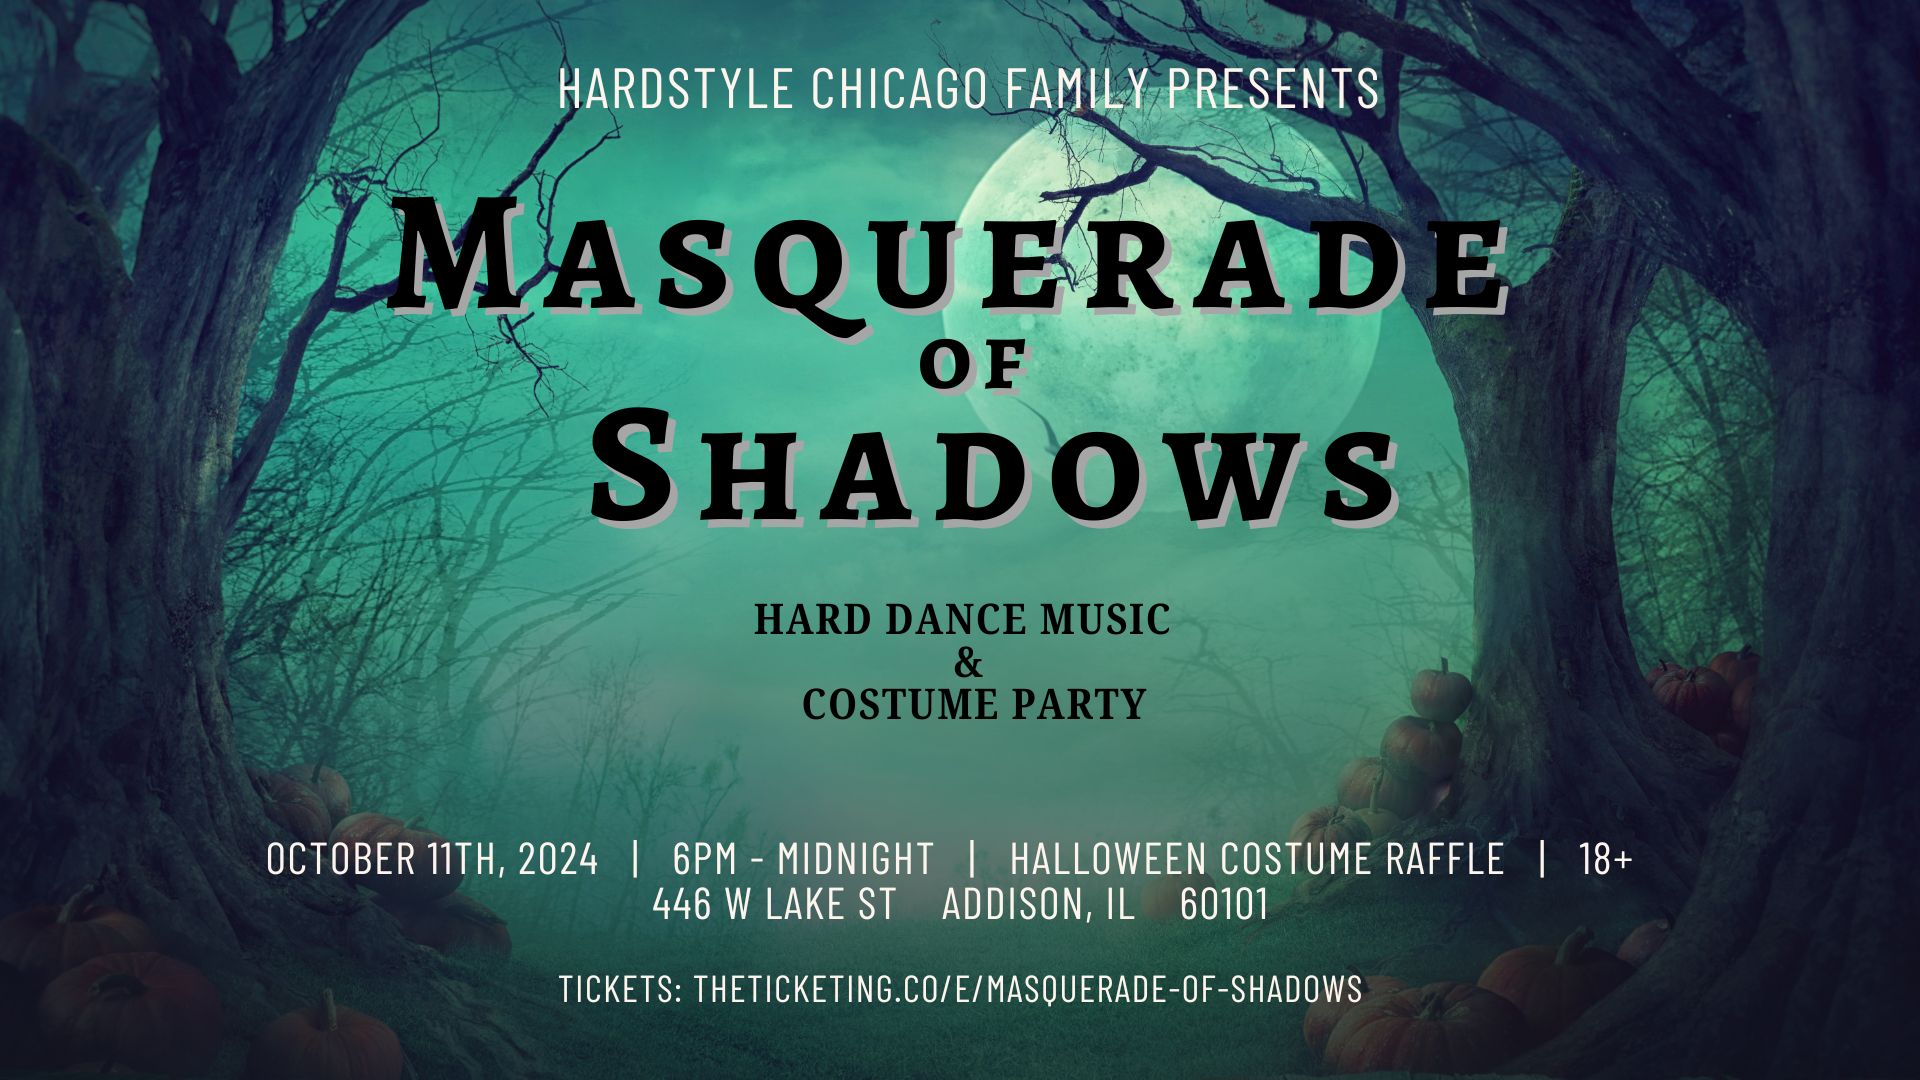 HARDSTYLE CHICAGO FAMILY PRESENTS
MASQUERADE
OF
SHADOWS
HARD DANCE MUSIC
&
COSTUME PARTY
OCTOBER 11TH, 2024 | 6PM - MIDNIGHT | HALLOWEEN COSTUME RAFFLE | 18+
446 W LAKE ST ADDISON, IL 60101
TICKETS: THETICKETING.CO/E/MASQUERADE-OF-SHADOWS